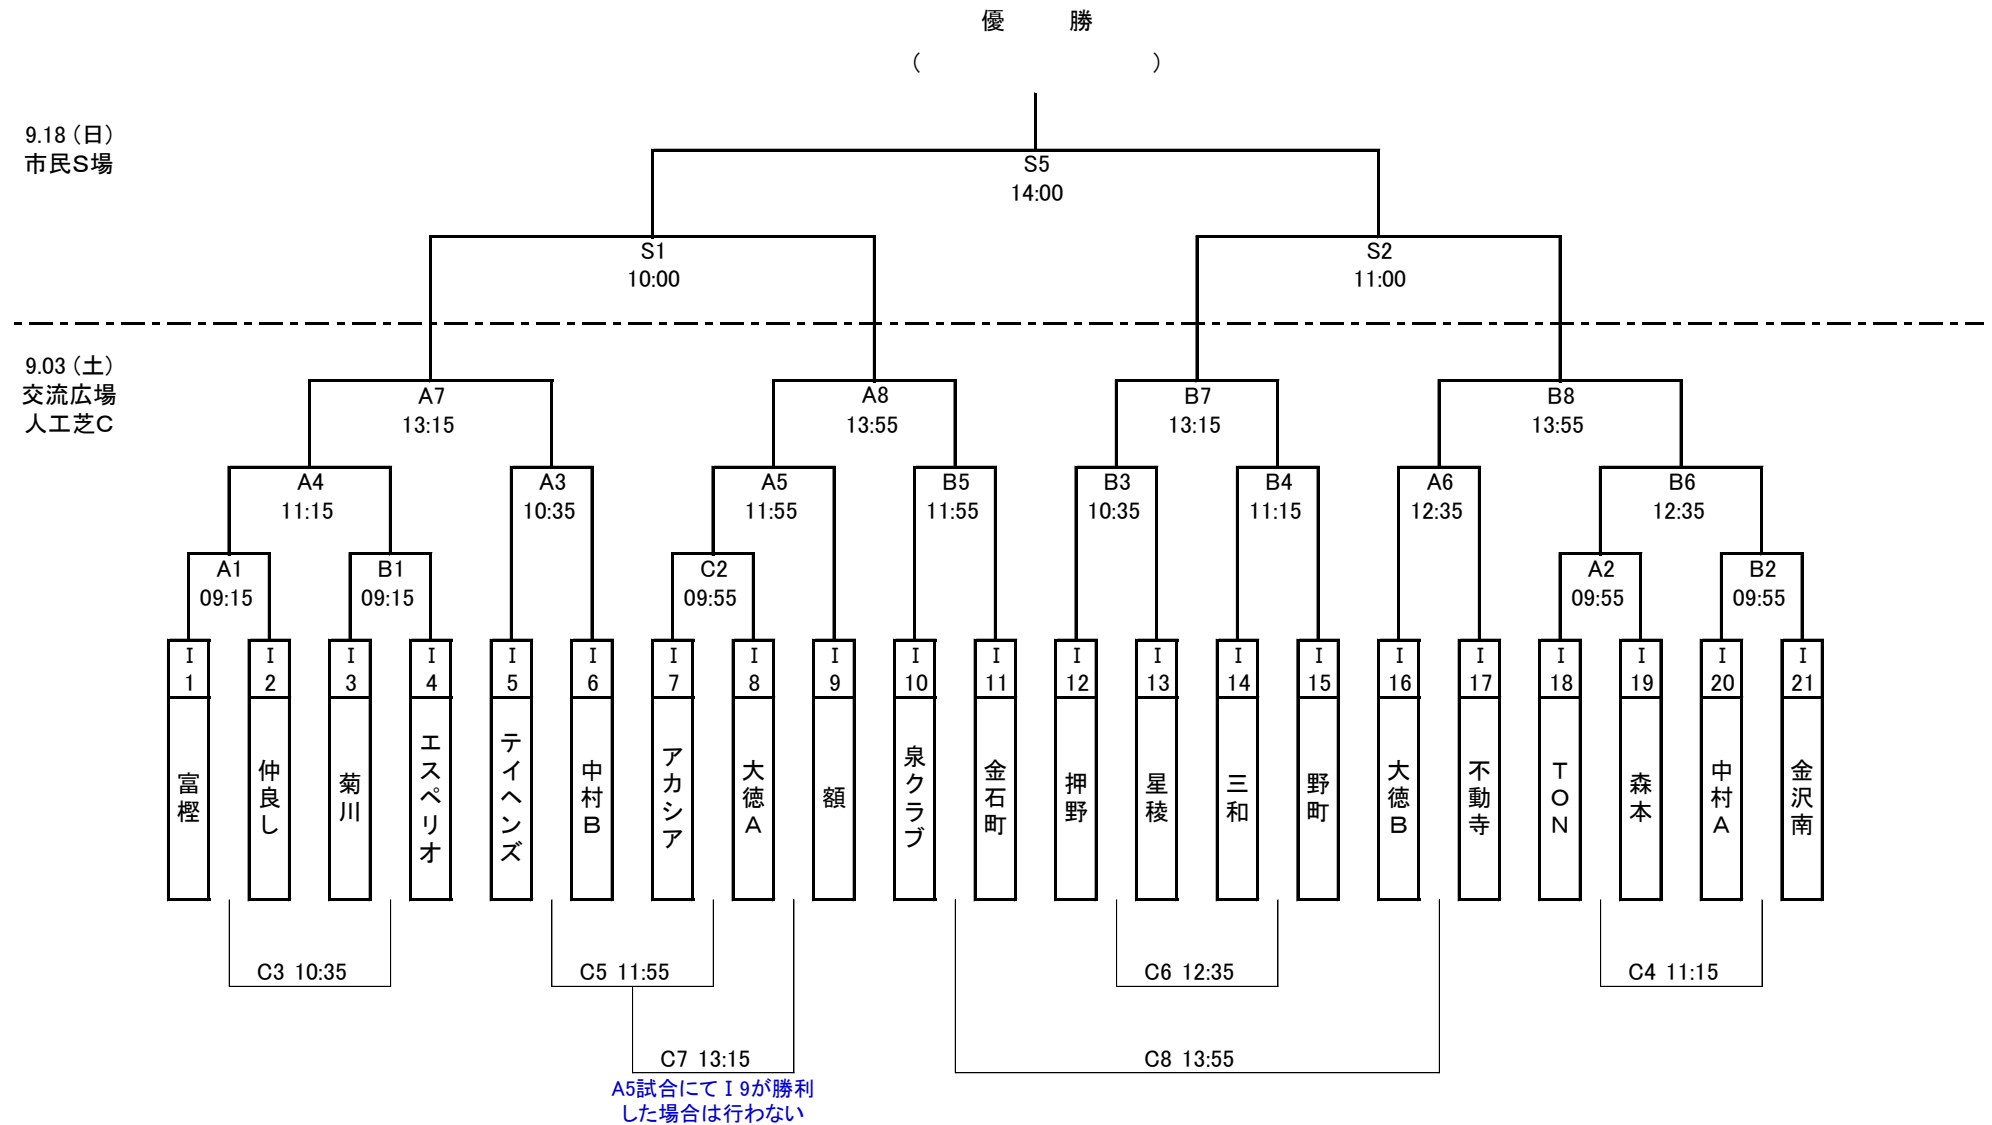 優 勝
( )
9.18（日）
市民S場
S5
14:00
S1
10:00
S2
11:00
9.03（土）
交流広場
人工芝C
A7
13:15
A8
13:55
B7
13:15
B8
13:55
A4
11:15
A3
10:35
A5
11:55
B5
11:55
B3
10:35
B4
11:15
A6
12:35
B6
12:35
A1
09:15
B1
09:15
C2
09:55
A2
09:55
B2
09:55
I 1 富樫
I 2 仲良し
I 3 菊川
I 4 エスペリオ
I 5 テイヘンズ
I 6 中村B
I 7 アカシア
I 8 大徳A
I 9 額
I 10 泉クラブ
I 11 金石町
I 12 押野
I 13 星稜
I 14 三和
I 15 野町
I 16 大徳B
I 17 不動寺
I 18 TON
I 19 森本
I 20 中村A
I 21 金沢南
C3 10:35
C5 11:55
C6 12:35
C4 11:15
C7 13:15
C8 13:55
A5試合にてI9が勝利
した場合は行わない